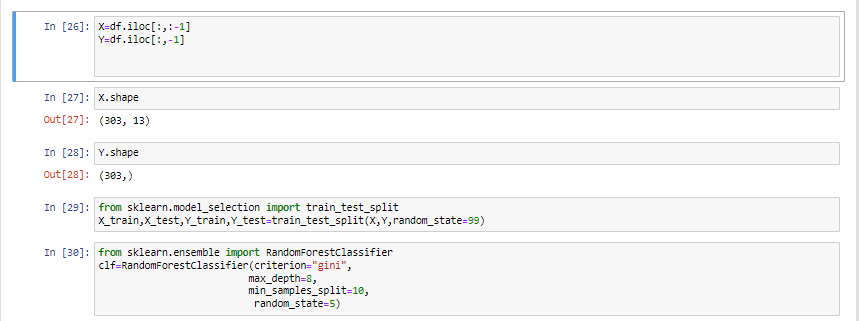 In [26]: X=df.iloc[:,:-1]
Y=df.iloc[:,-1]
In [27]: X.shape
Out[27]: (303, 13)
In [28]: Y.shape
Out[28]: (303,)
In [29]: from sklearn.model_selection import train_test_split
X_train,X_test,Y_train,Y_test=train_test_split(X,Y,random_state=99)
In [30]: from sklearn.ensemble import RandomForestClassifier
clf=RandomForestClassifier(criterion="gini",
max_depth=8,
min_samples_split=10,
random_state=5)